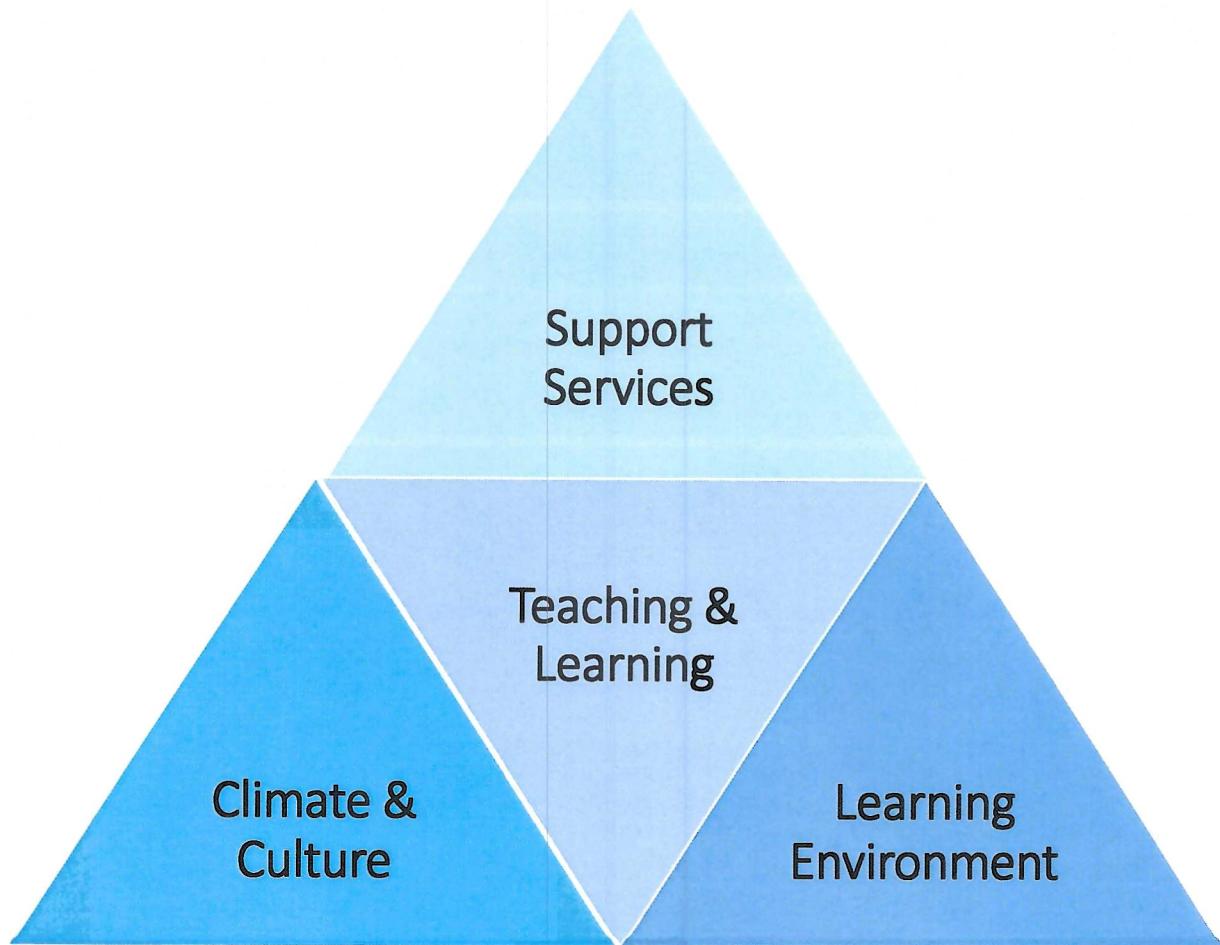 Support
Services
Teaching &
Learning
Climate &
Culture
Learning
Environment